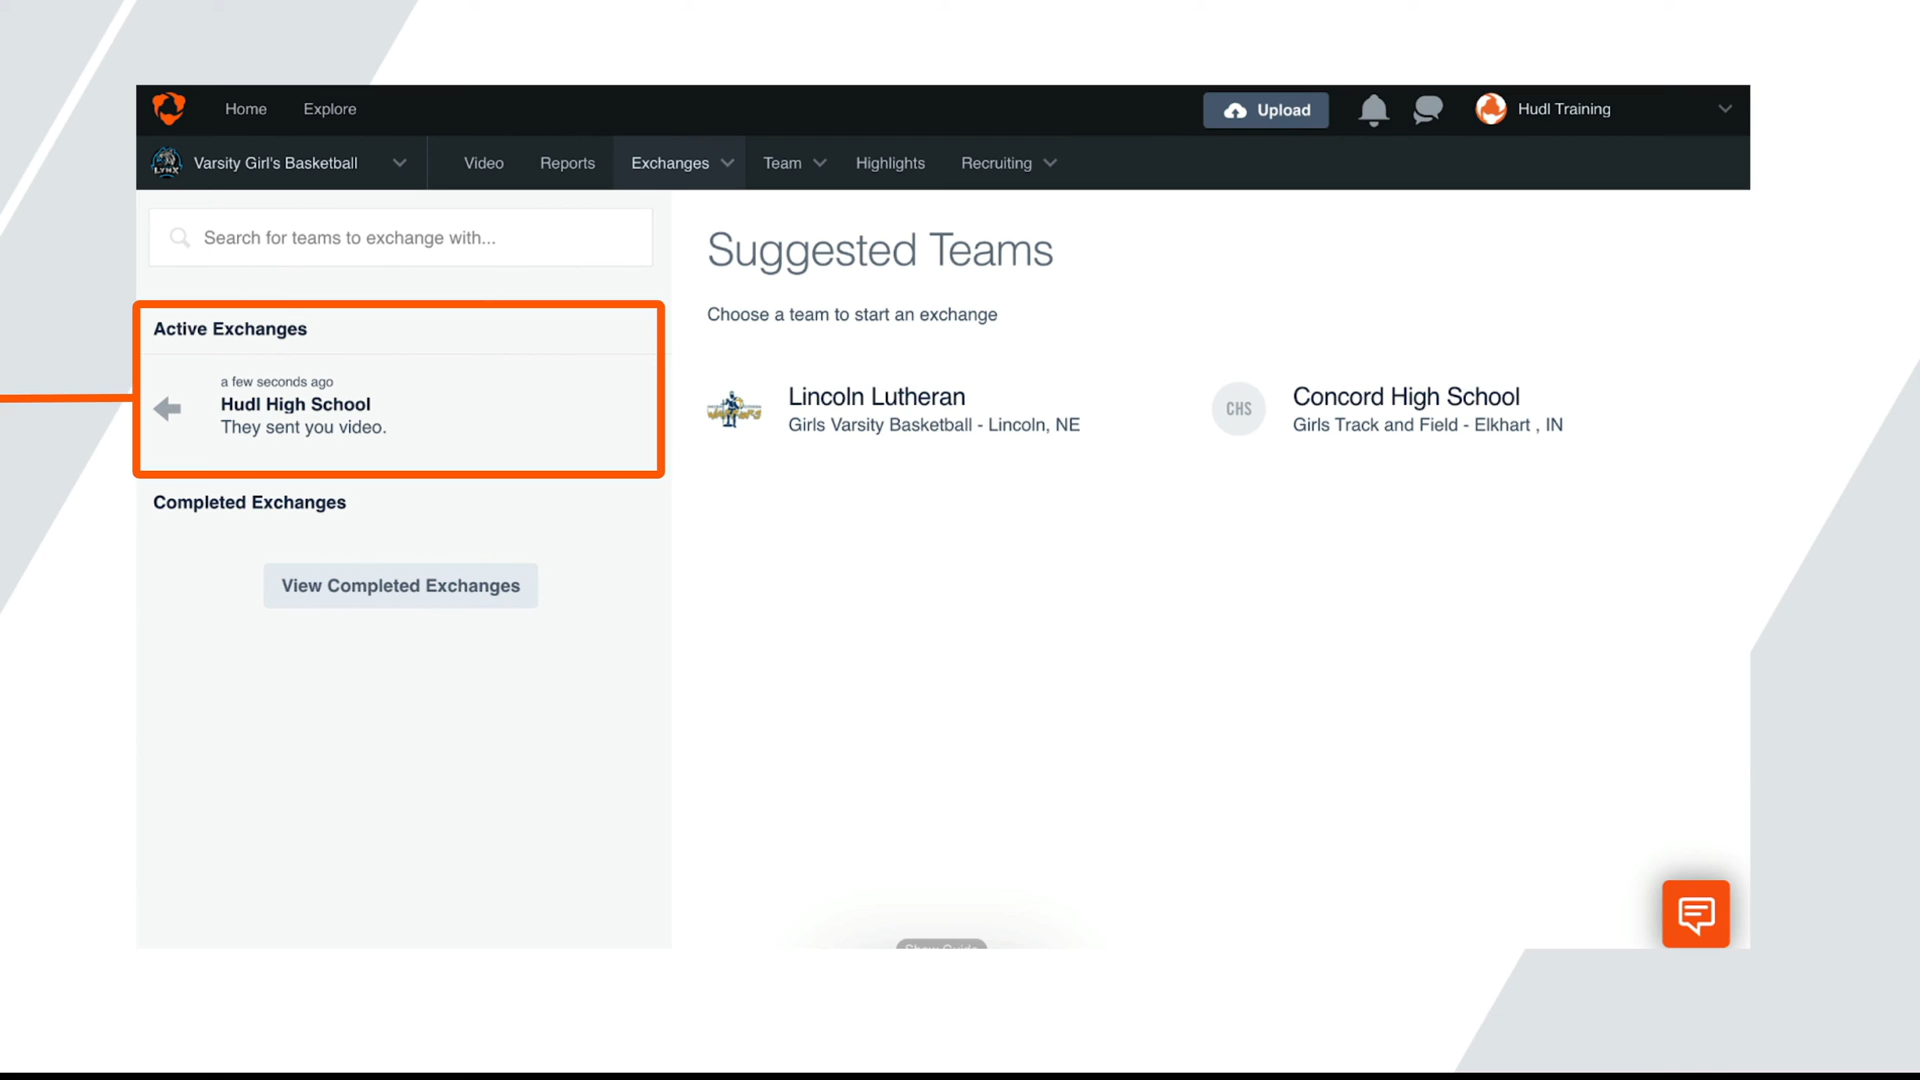 Home Explore Upload Hudl Training
LYNX Varsity Girl's Basketball Video Reports Exchanges Team Highlights Recruiting
Search for teams to exchange with...
Suggested Teams
Choose a team to start an exchange
Active Exchanges
a few seconds ago
Hudl High School
They sent you video.
Lincoln Lutheran
Girls Varsity Basketball - Lincoln, NE
CHS
Concord High School
Girls Track and Field - Elkhart , IN
Completed Exchanges
View Completed Exchanges
Show Guide